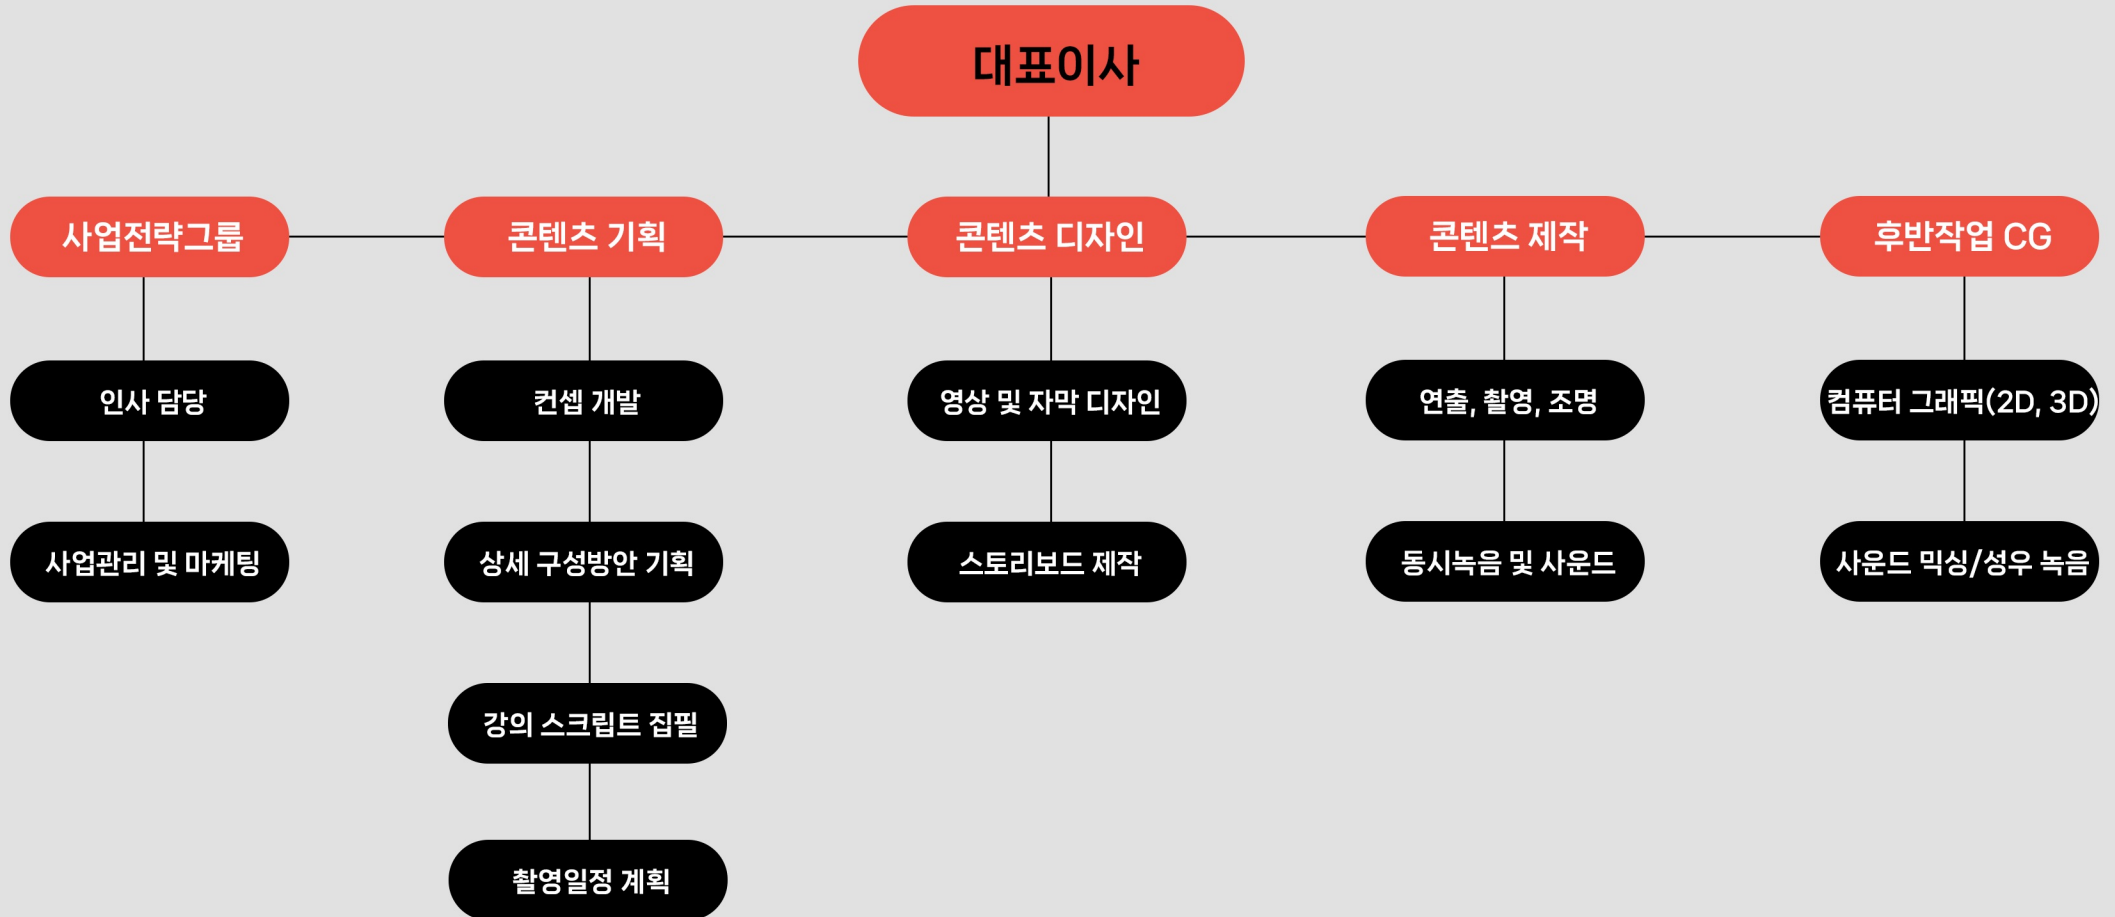 대표이사
사업전략그룹
콘텐츠 기획
콘텐츠 디자인
콘텐츠 제작
후반작업 CG
인사 담당
컨셉 개발
영상 및 자막 디자인
연출, 촬영, 조명
컴퓨터 그래픽(2D, 3D)
사업관리 및 마케팅
상세 구성방안 기획
스토리보드 제작
동시녹음 및 사운드
사운드 믹싱/성우 녹음
강의 스크립트 집필
촬영일정 계획